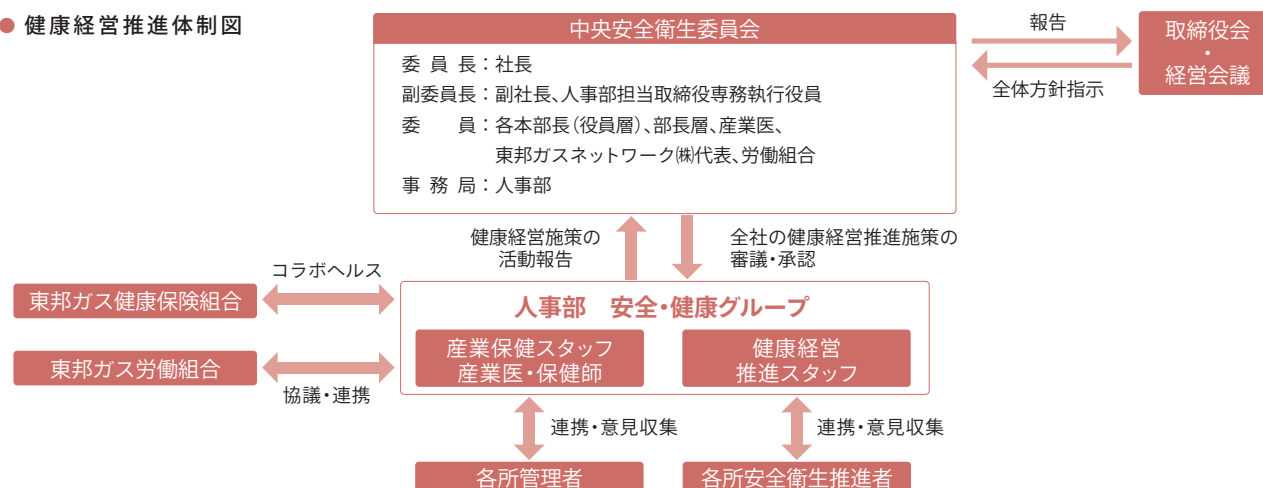 ● 健康経営推進体制図
中央安全衛生委員会
委員長：社長
副委員長：副社長、人事部担当取締役専務執行役員
委　員：各本部長（役員層）、部長層、産業医、
東邦ガスネットワーク㈱代表、労働組合
事務局：人事部
報告
全体方針指示
取締役会
・
経営会議
健康経営施策の
活動報告
全社の健康経営推進施策の
審議・承認
コラボヘルス
東邦ガス健康保険組合
東邦ガス労働組合
協議・連携
人事部　安全・健康グループ
産業保健スタッフ
産業医・保健師
健康経営
推進スタッフ
連携・意見収集
連携・意見収集
各所管理者
各所安全衛生推進者